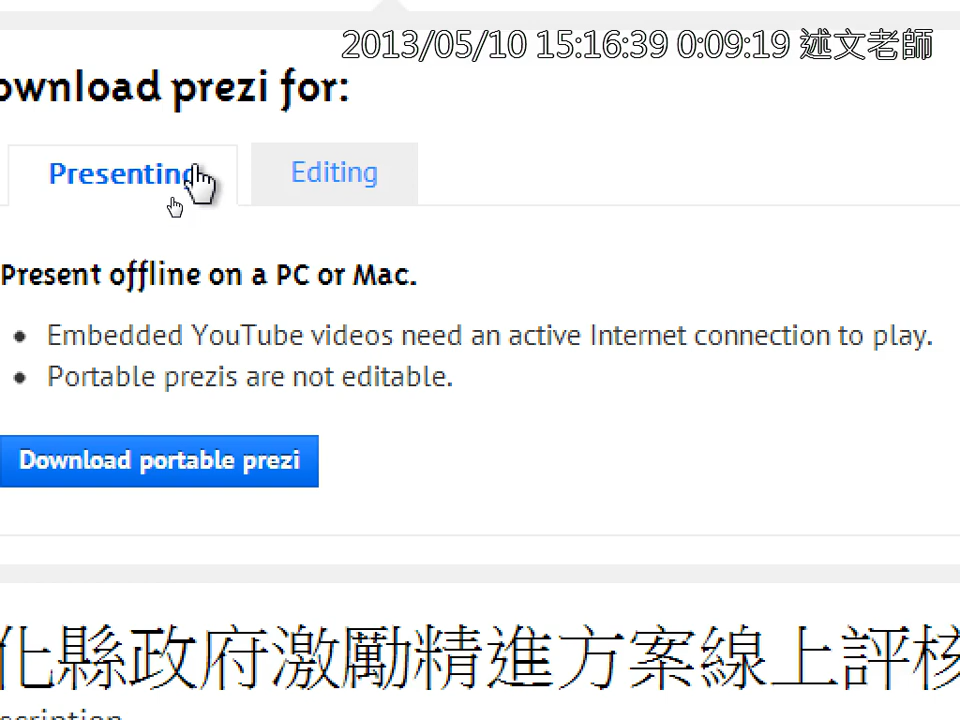 2013/05/10 15:16:39 0:09:19 述文老師
ownload prezi for:
Presenting
Editing
Present offline on a PC or Mac.
• Embedded YouTube videos need an active Internet connection to play.
• Portable prezis are not editable.
Download portable prezi
化縣政府激勵精進方案線上評核
scription